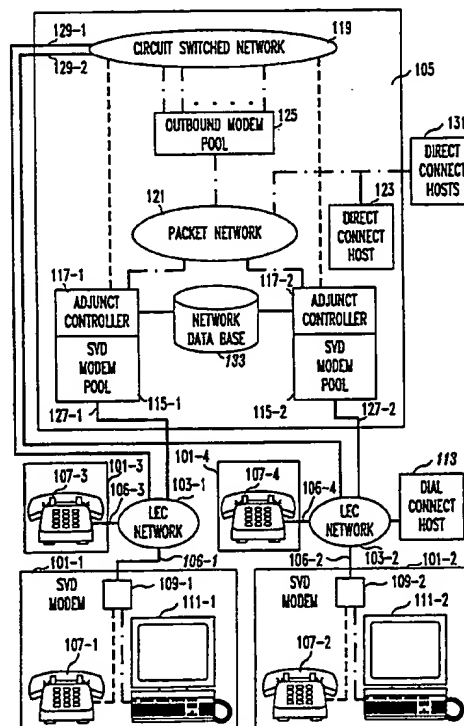 129-1
129-2
CIRCUIT SWITCHED NETWORK
119
105
OUTBOUND MODEM
POOL
125
131
DIRECT
CONNECT
HOSTS
121
PACKET NETWORK
123
DIRECT
CONNECT
HOST
117-1
117-2
ADJUNCT
CONTROLLER
SVD
MODEM
POOL
NETWORK
DATA BASE
133
ADJUNCT
CONTROLLER
SVD
MODEM
POOL
127-1
115-1
115-2
127-2
107-3
101-3
106-3
103-1
LEC
NETWORK
101-4
107-4
106-4
LEC
NETWORK
113
DIAL
CONNECT
HOST
101-1
106-1
106-2
103-2
101-2
SVD
MODEM
109-1
111-1
107-1
SVD
MODEM
109-2
111-2
107-2